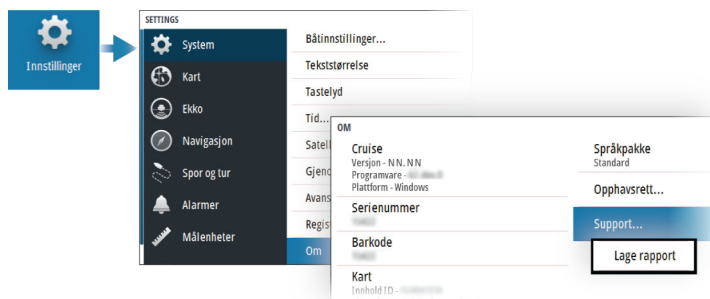 Innstillinger
SETTINGS
System
Kart
Ekko
Navigasjon
Spor og tur
Alarmer
Målenheter
Båtinnstillinger...
Tekststørrelse
Tastelyd
Tid...
Om
OM
Cruise
Versjon - NN. NN
Programvare -
Plattform - Windows
Serienummer
Barkode
Kart
Innhold ID -
Språkpakke
Standard
Opphavsrett...
Support...
Lage rapport